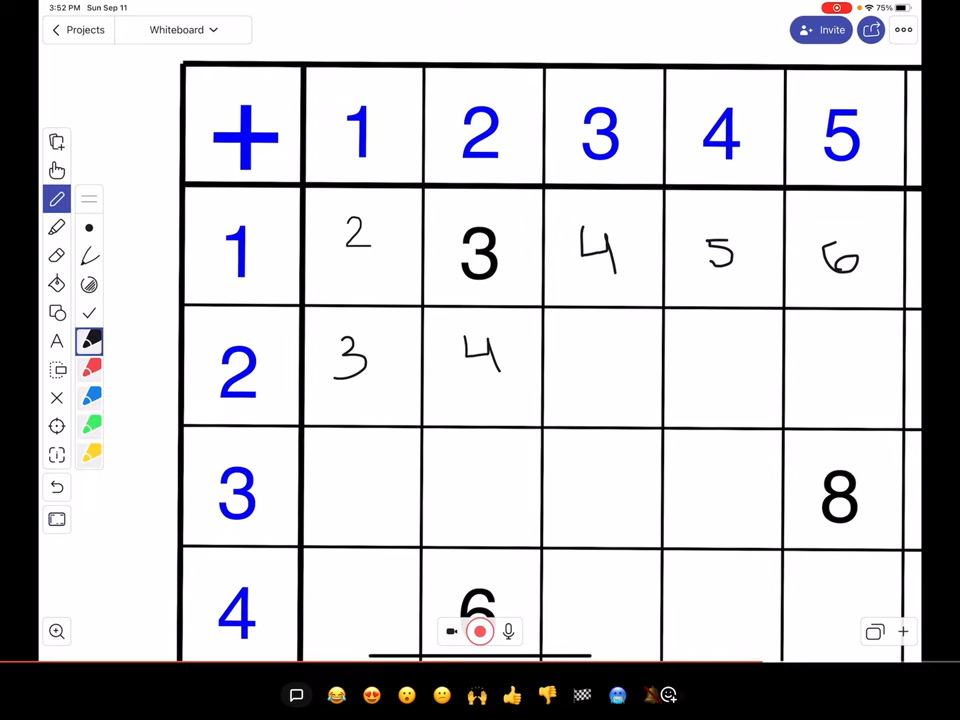 3:52 PM Sun Sep 11 75%
Projects Whiteboard Invite
+ 1 2 3 4 5
1 2 3 4 5 6
2 3 4
3 8
4 6
A